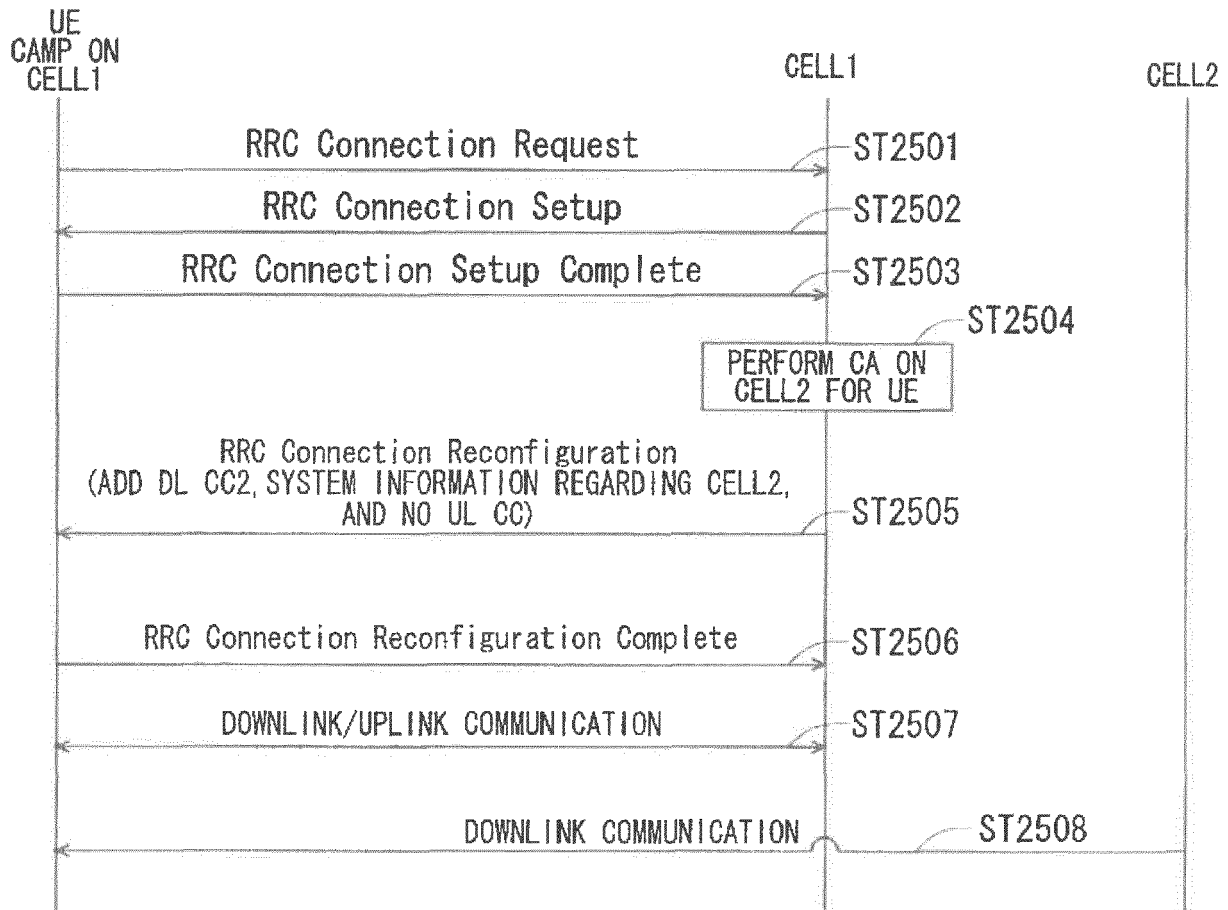 UE
CAMP ON
CELL1
CELL1
CELL2
RRC Connection Request
ST2501
RRC Connection Setup
ST2502
RRC Connection Setup Complete
ST2503
ST2504
PERFORM CA ON
CELL2 FOR UE
RRC Connection Reconfiguration
(ADD DL CC2, SYSTEM INFORMATION REGARDING CELL2,
AND NO UL CC)
ST2505
RRC Connection Reconfiguration Complete
ST2506
DOWNLINK/UPLINK COMMUNICATION
ST2507
DOWNLINK COMMUNICATION
ST2508